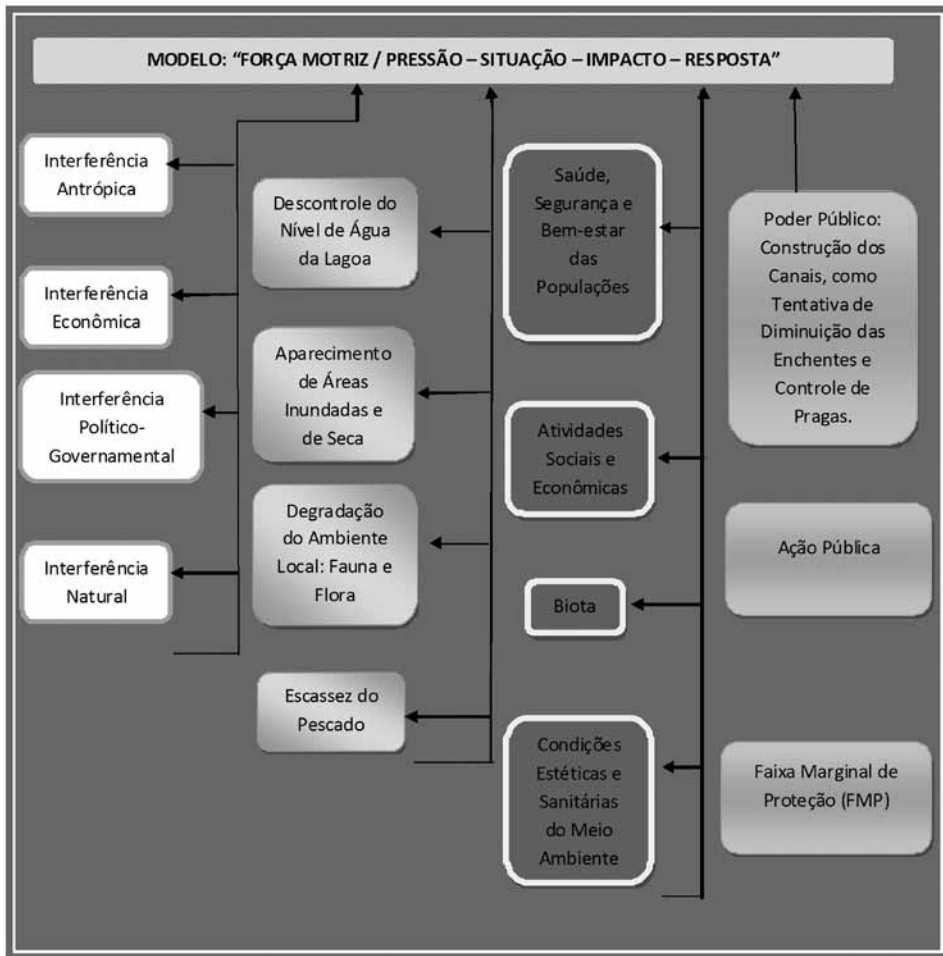 MODELO: “FORÇA MOTRIZ / PRESSÃO – SITUAÇÃO – IMPACTO – RESPOSTA”
Interferência
Antrópica
Interferência
Econômica
Interferência
Político-
Governamental
Interferência
Natural
Descontrole do
Nível de Água
da Lagoa
Aparecimento
de Áreas
Inundadas e
de Seca
Degradação
do Ambiente
Local: Fauna e
Flora
Escassez do
Pescado
Saúde,
Segurança e
Bem-estar
das
Populações
Atividades
Sociais e
Econômicas
Biota
Condições
Estéticas e
Sanitárias
do Meio
Ambiente
Poder Público:
Construção dos
Canais, como
Tentativa de
Diminuição das
Enchentes e
Controle de
Pragas.
Ação Pública
Faixa Marginal de
Proteção (FMP)